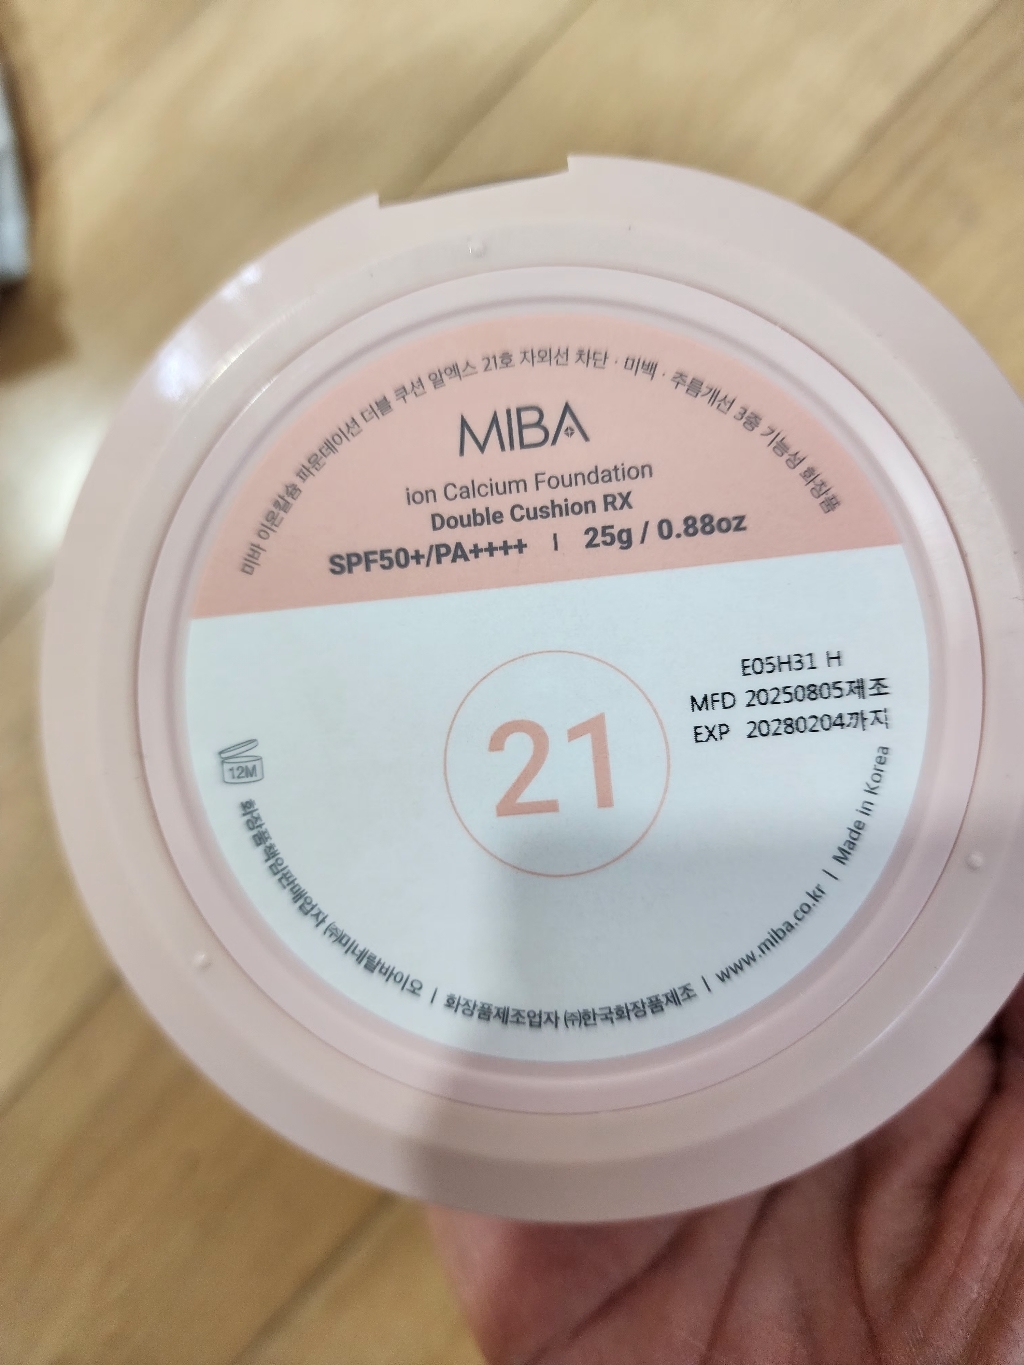 미바 이온칼슘 파운데이션 더블 쿠션 알엑스 21호 자외선 차단 · 미백 · 주름개선 3중 기능성 화장품
MIBA
ion Calcium Foundation
Double Cushion RX
SPF50+/PA++++ | 25g / 0.88oz
21
E05H31 H
MFD 20250805제조
EXP 20280204까지
12M
화장품책임판매업자 ㈜미네랄바이오 | 화장품제조업자 ㈜한국화장품제조 | www.miba.co.kr | Made in Korea